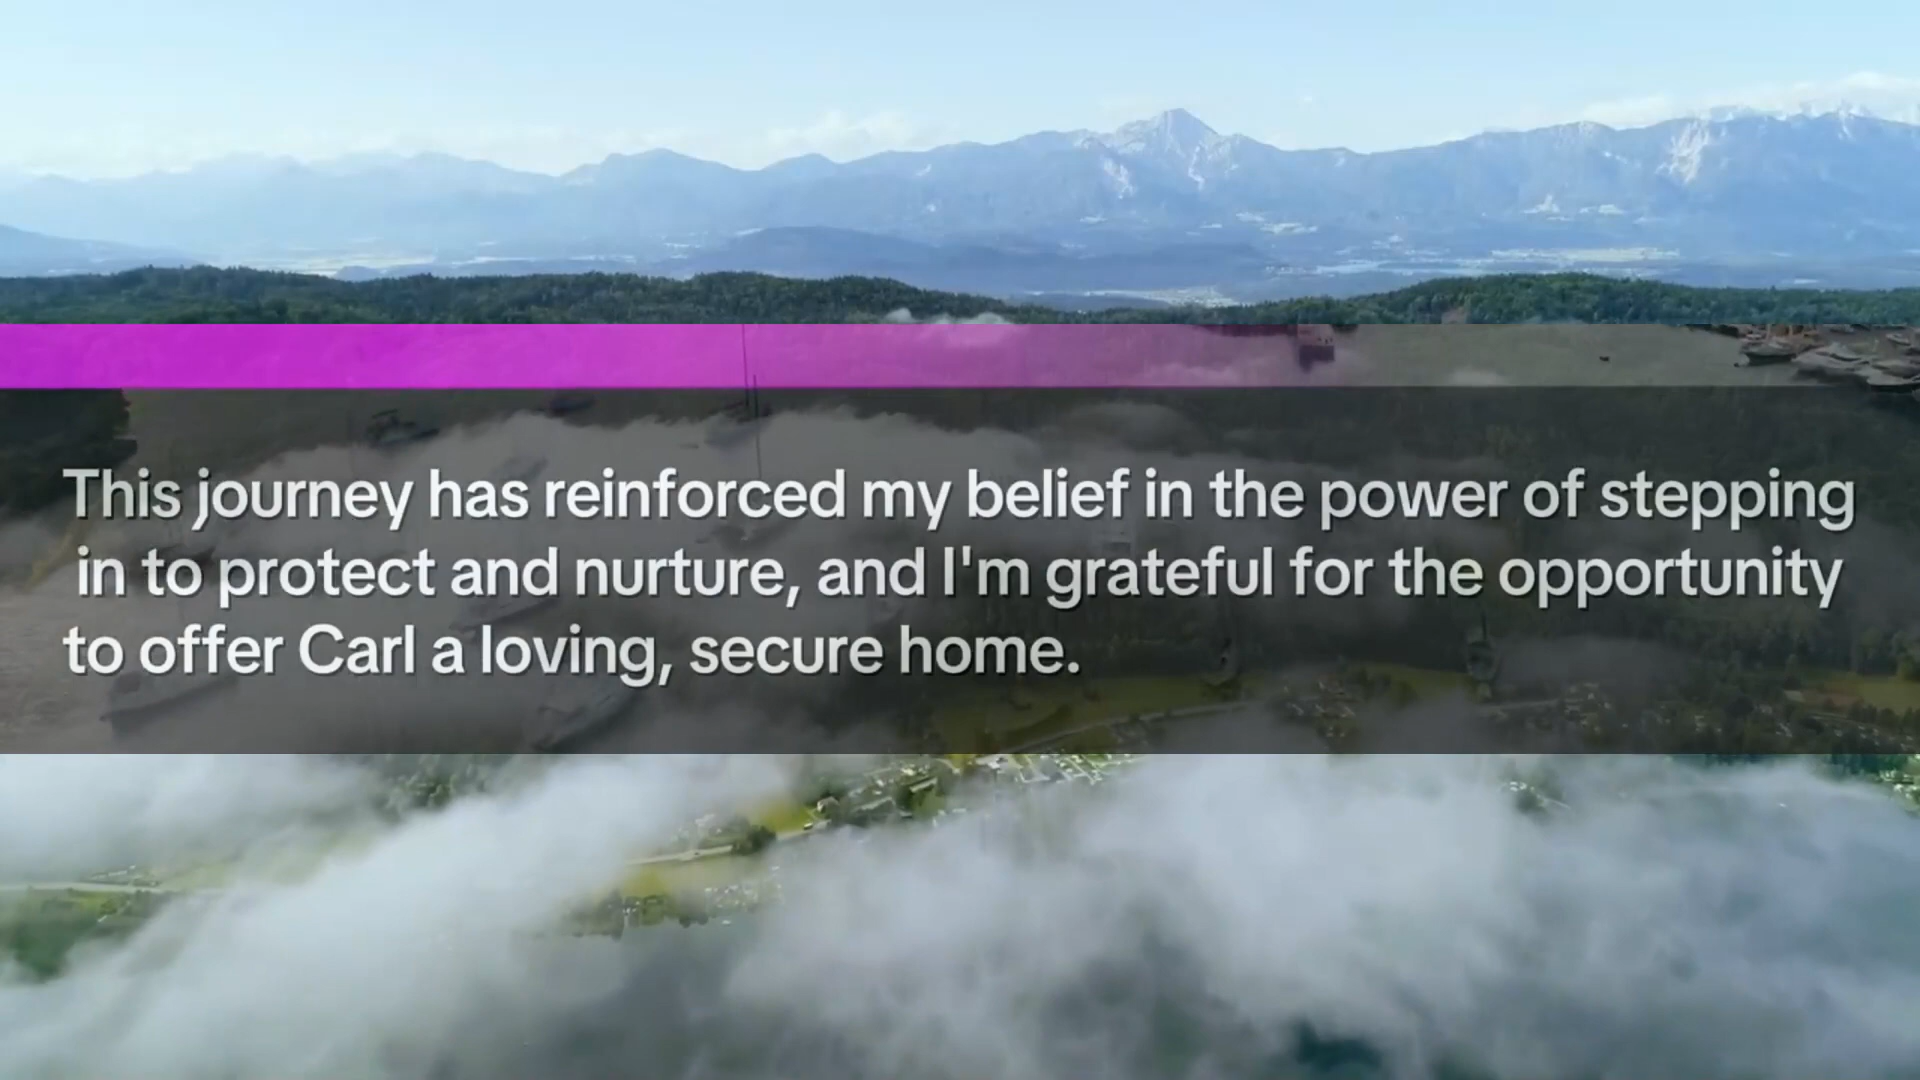 This journey has reinforced my belief in the power of stepping
in to protect and nurture, and I'm grateful for the opportunity
to offer Carl a loving, secure home.